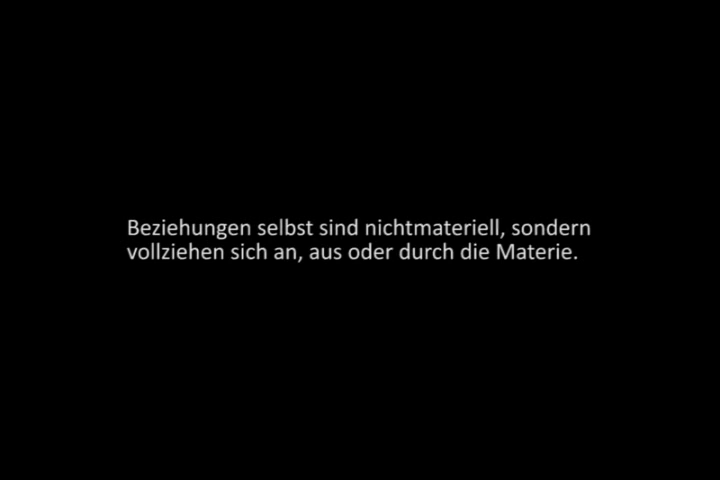 Beziehungen selbst sind nichtmateriell, sondern
vollziehen sich an, aus oder durch die Materie.